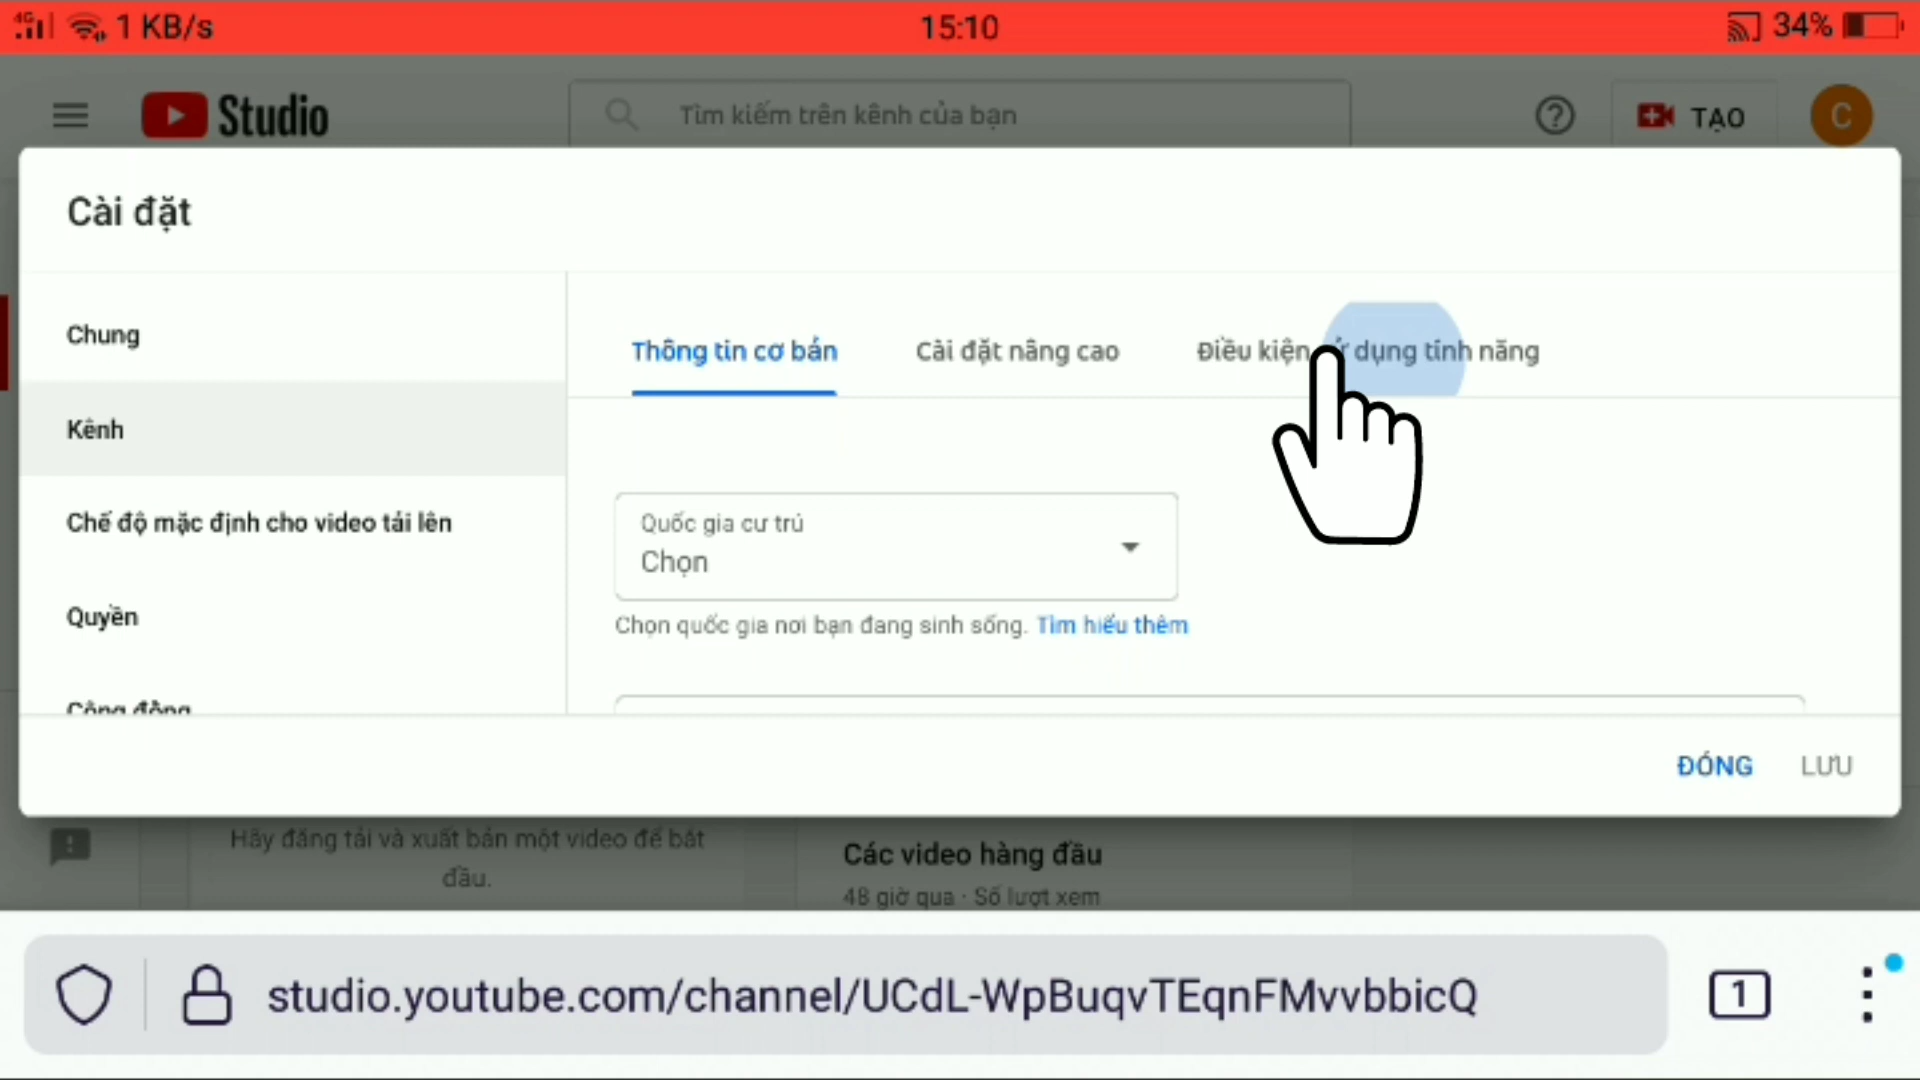 4G 1 KB/s 15:10 34%
Studio Tìm kiếm trên kênh của bạn TẠO C
Cài đặt
Chung
Kênh
Chế độ mặc định cho video tải lên
Quyền
Cộng đồng
Thông tin cơ bản Cài đặt nâng cao Điều kiện sử dụng tính năng
Quốc gia cư trú
Chọn
Chọn quốc gia nơi bạn đang sinh sống. Tìm hiểu thêm
ĐÓNG LƯU
Hãy đăng tải và xuất bản một video để bắt
đầu.
Các video hàng đầu
48 giờ qua · Số lượt xem
studio.youtube.com/channel/UCdL-WpBuqvTEqnFMvvbbicQ 1